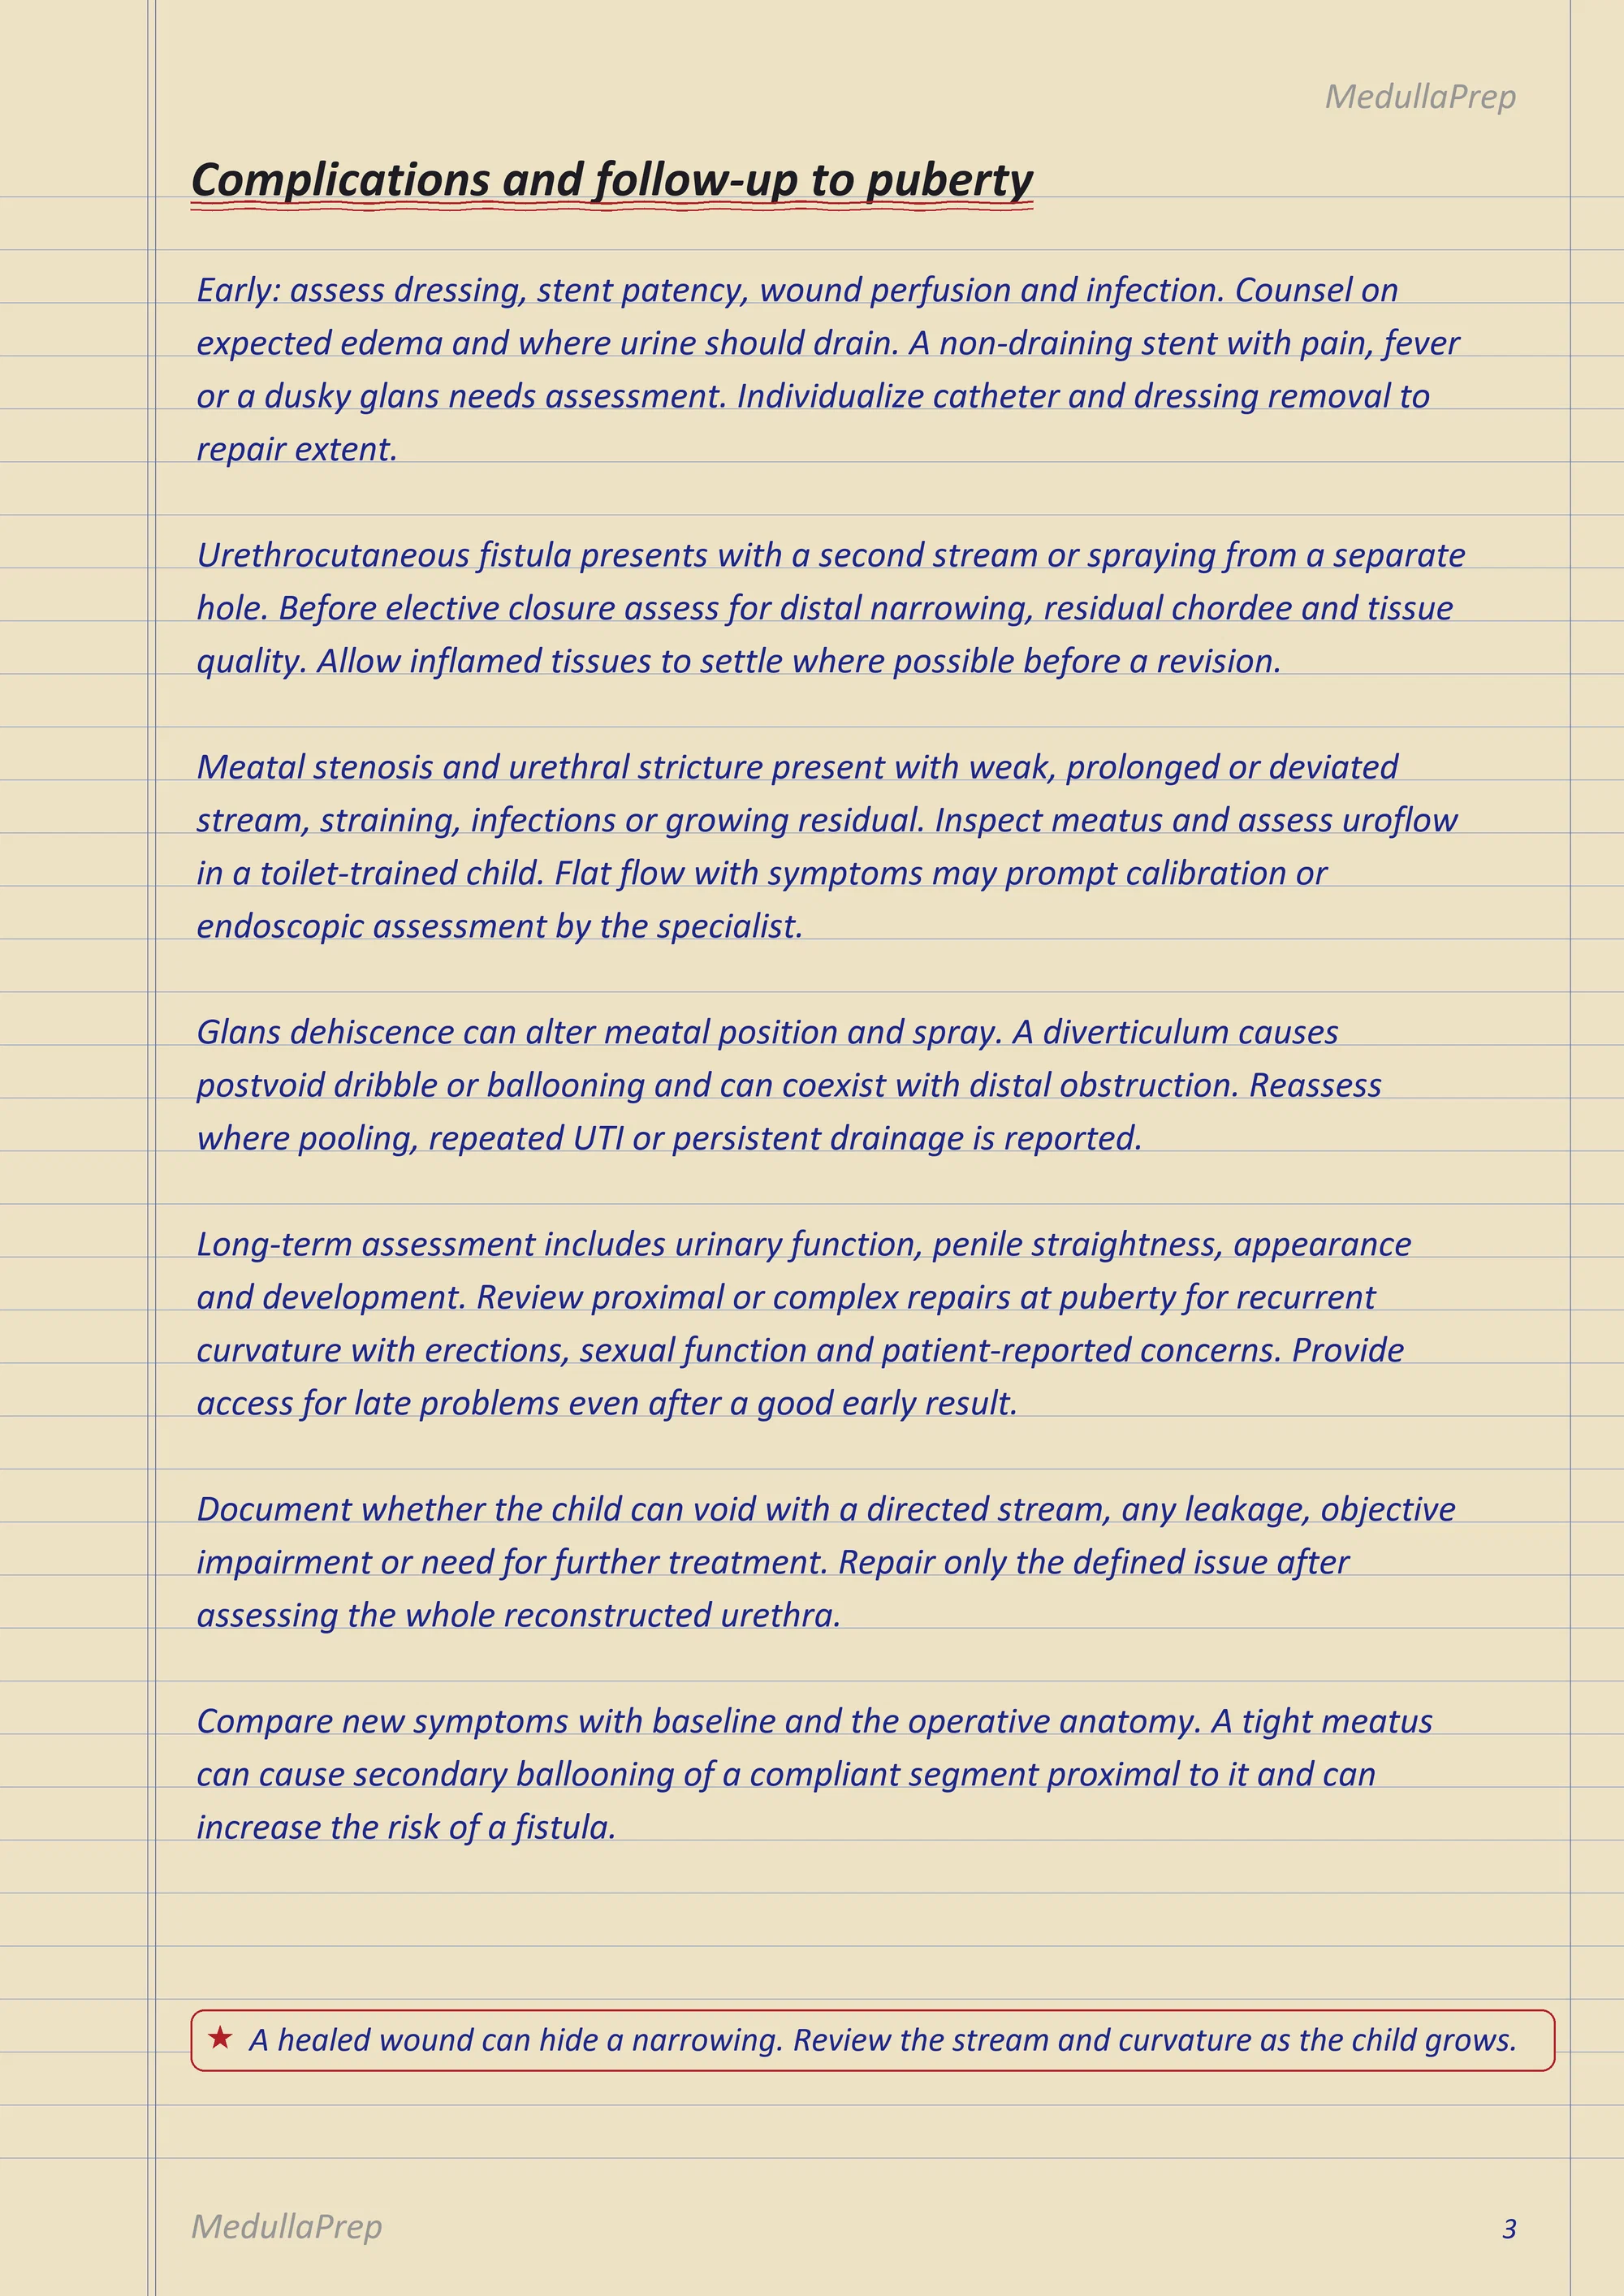 MedullaPrep
Complications and follow-up to puberty
Early: assess dressing, stent patency, wound perfusion and infection. Counsel on
expected edema and where urine should drain. A non-draining stent with pain, fever
or a dusky glans needs assessment. Individualize catheter and dressing removal to
repair extent.
Urethrocutaneous fistula presents with a second stream or spraying from a separate
hole. Before elective closure assess for distal narrowing, residual chordee and tissue
quality. Allow inflamed tissues to settle where possible before a revision.
Meatal stenosis and urethral stricture present with weak, prolonged or deviated
stream, straining, infections or growing residual. Inspect meatus and assess uroflow
in a toilet-trained child. Flat flow with symptoms may prompt calibration or
endoscopic assessment by the specialist.
Glans dehiscence can alter meatal position and spray. A diverticulum causes
postvoid dribble or ballooning and can coexist with distal obstruction. Reassess
where pooling, repeated UTI or persistent drainage is reported.
Long-term assessment includes urinary function, penile straightness, appearance
and development. Review proximal or complex repairs at puberty for recurrent
curvature with erections, sexual function and patient-reported concerns. Provide
access for late problems even after a good early result.
Document whether the child can void with a directed stream, any leakage, objective
impairment or need for further treatment. Repair only the defined issue after
assessing the whole reconstructed urethra.
Compare new symptoms with baseline and the operative anatomy. A tight meatus
can cause secondary ballooning of a compliant segment proximal to it and can
increase the risk of a fistula.
★ A healed wound can hide a narrowing. Review the stream and curvature as the child grows.
MedullaPrep
3